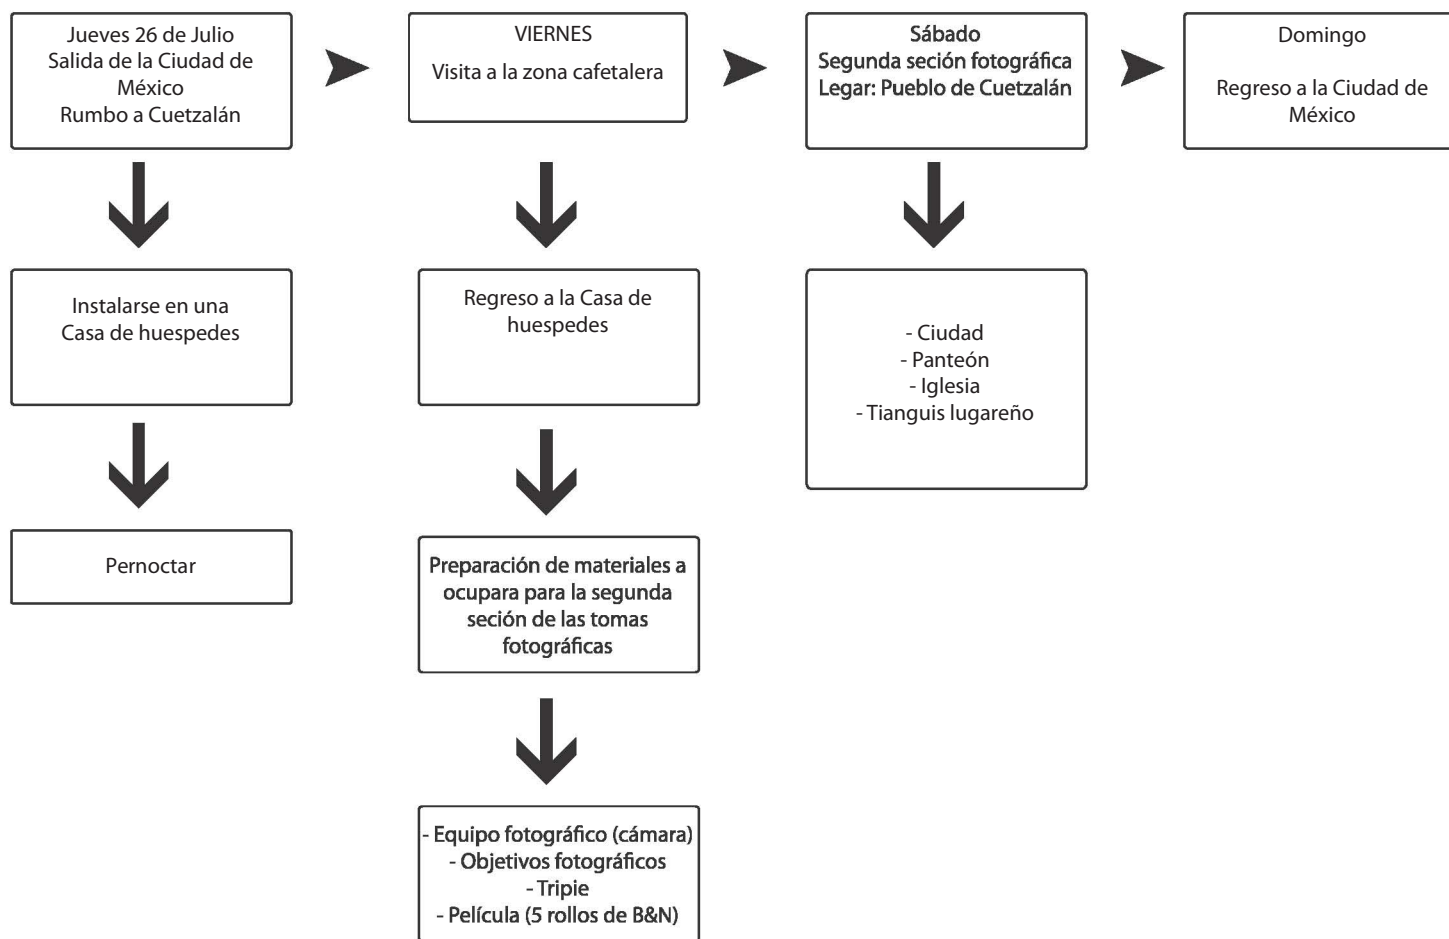 Jueves 26 de Julio
Salida de la Ciudad de
México
Rumbo a Cuetzalán
Instalarse en una
Casa de huespedes
Pernoctar
VIERNES
Visita a la zona cafetalera
Regreso a la Casa de
huespedes
Preparación de materiales a
ocupara para la segunda
seción de las tomas
fotográficas
- Equipo fotográfico (cámara)
- Objetivos fotográficos
- Tripie
- Película (5 rollos de B&N)
Sábado
Segunda seción fotográfica
Legar: Pueblo de Cuetzalán
- Ciudad
- Panteón
- Iglesia
- Tianguis lugareño
Domingo
Regreso a la Ciudad de
México